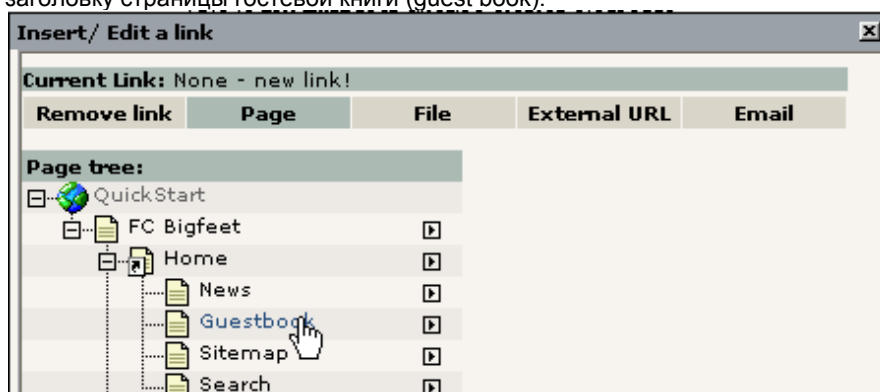 заголовку страницы гостевой книги (guest book).
Insert/ Edit a link
Current Link: None - new link!
Remove link Page File External URL Email
Page tree:
QuickStart
FC Bigfeet
Home
News
Guestbook
Sitemap
Search